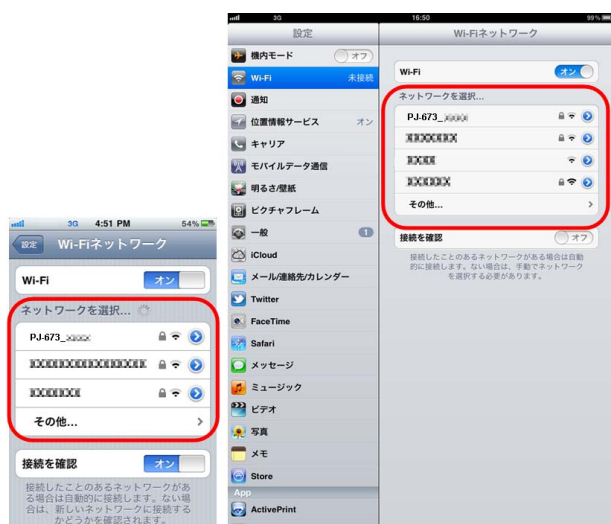 3G 4:51 PM 54%
設定 Wi-Fiネットワーク
Wi-Fi オン
ネットワークを選択...
PJ-673_
その他...
接続を確認 オン
接続したことのあるネットワークがあ
る場合は自動的に接続します。ない場
合は、新しいネットワークに接続する
かどうかを確認されます。
3G 16:50 99%
設定
機内モード オフ
Wi-Fi 未接続
通知
位置情報サービス オン
キャリア
モバイルデータ通信
明るさ/壁紙
ピクチャフレーム
一般 1
iCloud
メール/連絡先/カレンダー
Twitter
FaceTime
Safari
メッセージ
ミュージック
ビデオ
写真
メモ
Store
App
ActivePrint
Wi-Fiネットワーク
Wi-Fi オン
ネットワークを選択...
PJ-673_
その他...
接続を確認 オフ
接続したことのあるネットワークがある場合は自動
的に接続します。ない場合は、手動でネットワーク
を選択する必要があります。